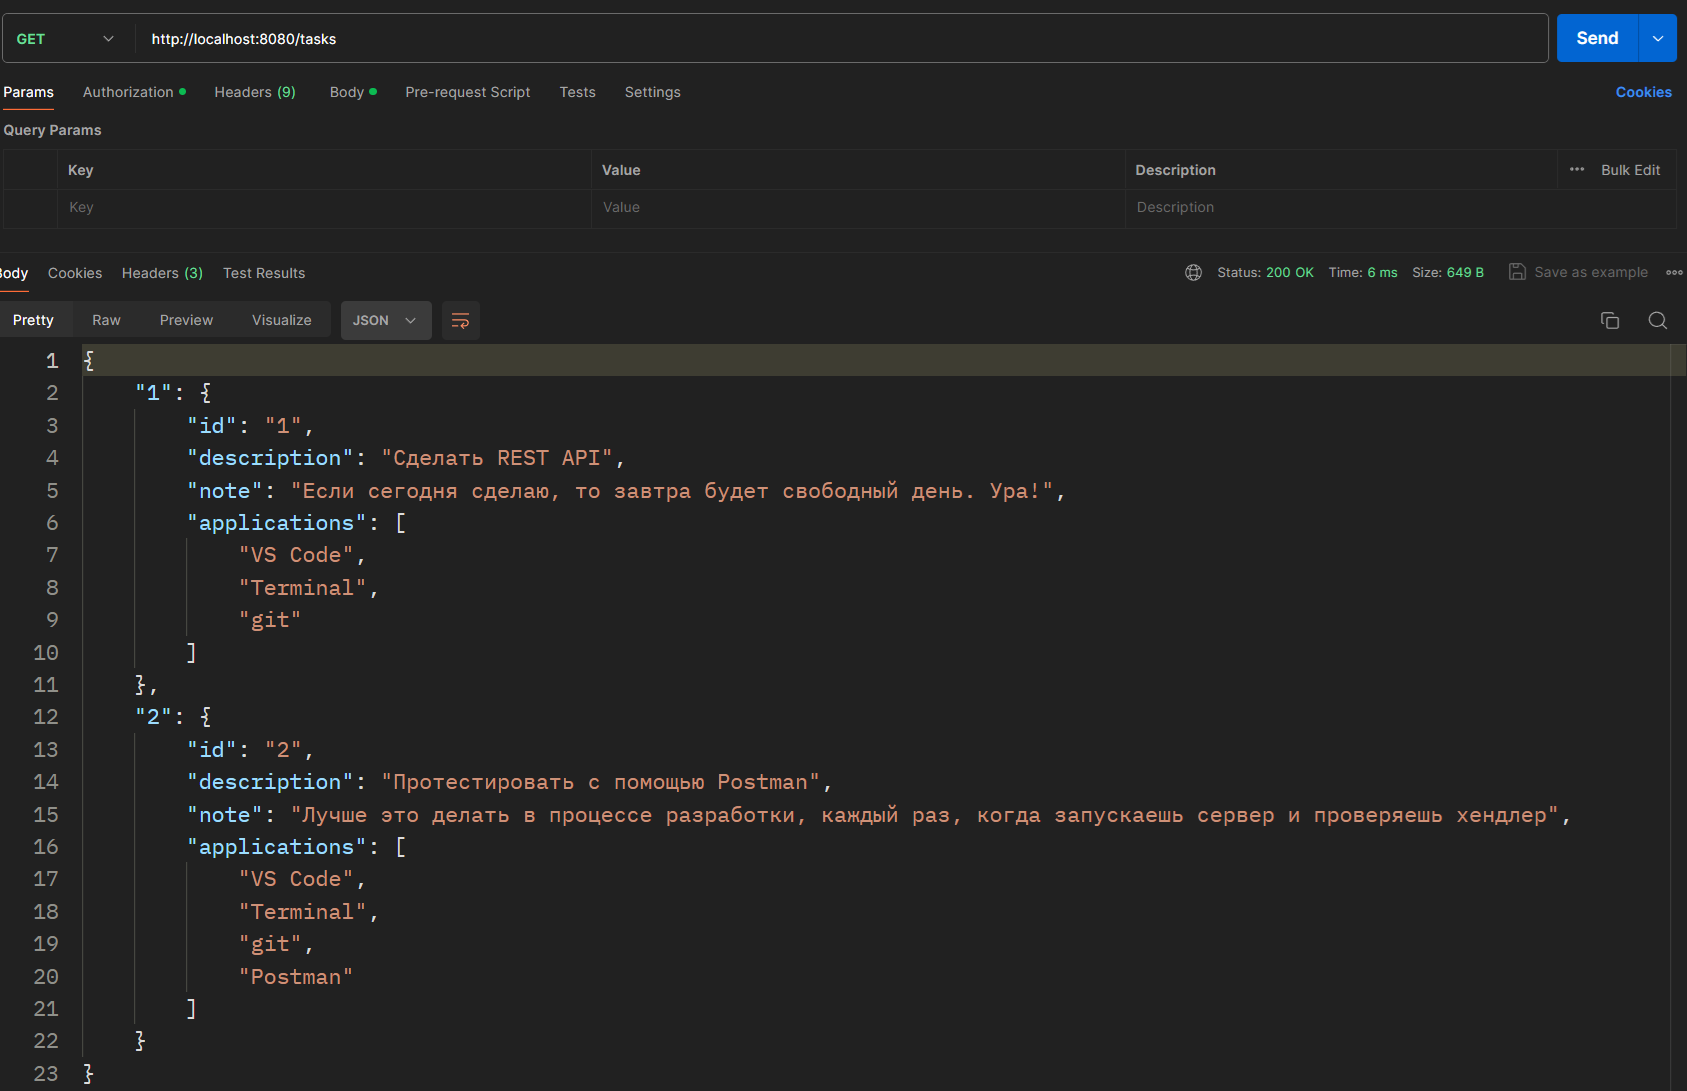 GET http://localhost:8080/tasks Send
Params Authorization Headers (9) Body Pre-request Script Tests Settings Cookies
Query Params
Key Value Description ••• Bulk Edit
Key Value Description
Body Cookies Headers (3) Test Results Status: 200 OK Time: 6 ms Size: 649 B Save as example
Pretty Raw Preview Visualize JSON
1 {
2 "1": {
3 "id": "1",
4 "description": "Сделать REST API",
5 "note": "Если сегодня сделаю, то завтра будет свободный день. Ура!",
6 "applications": [
7 "VS Code",
8 "Terminal",
9 "git"
10 ]
11 },
12 "2": {
13 "id": "2",
14 "description": "Протестировать с помощью Postman",
15 "note": "Лучше это делать в процессе разработки, каждый раз, когда запускаешь сервер и проверяешь хендлер",
16 "applications": [
17 "VS Code",
18 "Terminal",
19 "git",
20 "Postman"
21 ]
22 }
23 }